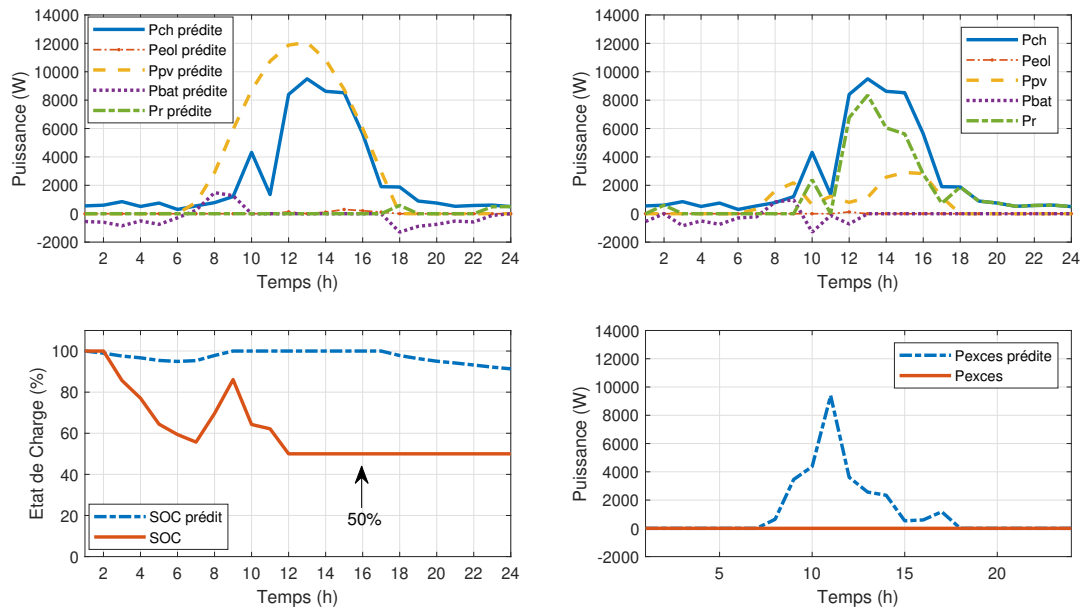 14000
12000
10000
8000
6000
4000
2000
0
-2000
Puissance (W)
2 4 6 8 10 12 14 16 18 20 22 24
Temps (h)
Pch prédite
Peol prédite
Ppv prédite
Pbat prédite
Pr prédite
14000
12000
10000
8000
6000
4000
2000
0
-2000
Puissance (W)
2 4 6 8 10 12 14 16 18 20 22 24
Temps (h)
Pch
Peol
Ppv
Pbat
Pr
100
80
60
40
20
0
Etat de Charge (%)
2 4 6 8 10 12 14 16 18 20 22 24
Temps (h)
50%
SOC prédit
SOC
14000
12000
10000
8000
6000
4000
2000
0
-2000
Puissance (W)
5 10 15 20
Temps (h)
Pexces prédite
Pexces